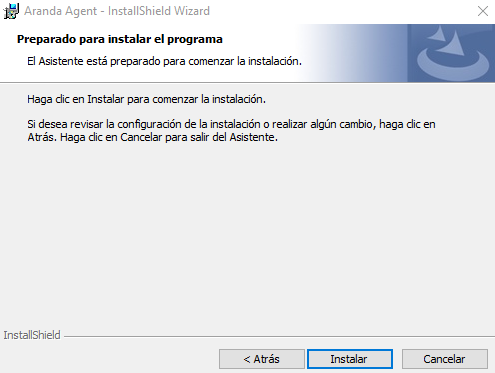 Aranda Agent - InstallShield Wizard
Preparado para instalar el programa
El Asistente está preparado para comenzar la instalación.
Haga clic en Instalar para comenzar la instalación.
Si desea revisar la configuración de la instalación o realizar algún cambio, haga clic en
Atrás. Haga clic en Cancelar para salir del Asistente.
InstallShield
< Atrás
Instalar
Cancelar